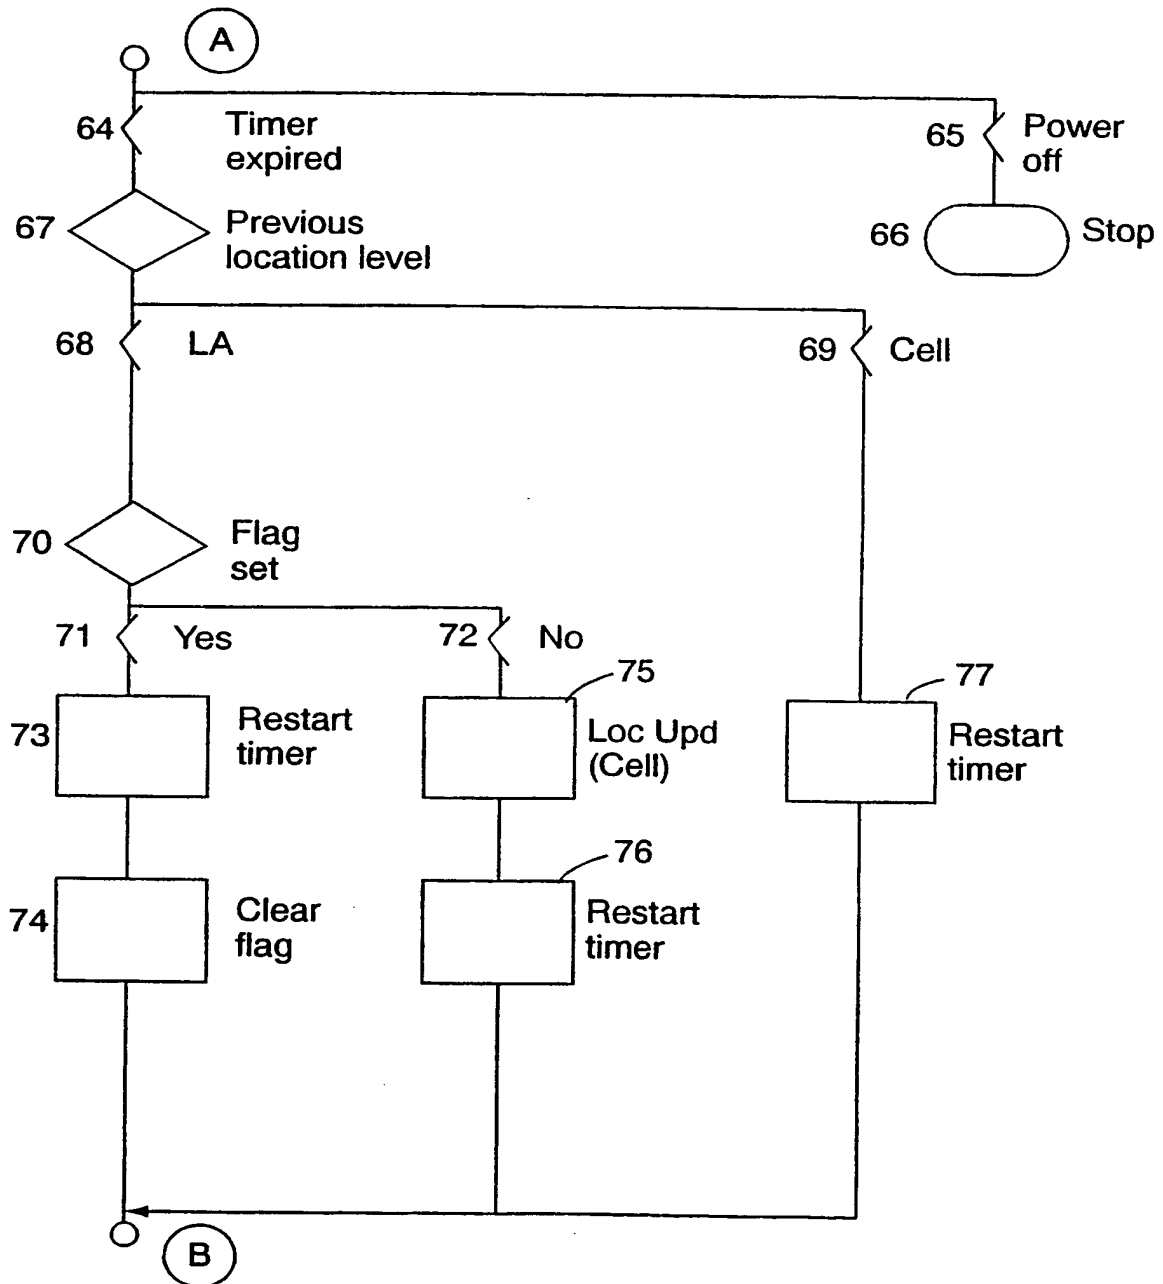 A
64
Timer
expired
65
Power
off
67
Previous
location level
66
Stop
68
LA
69
Cell
70
Flag
set
71
Yes
72
No
75
77
73
Restart
timer
Loc Upd
(Cell)
Restart
timer
76
74
Clear
flag
Restart
timer
B